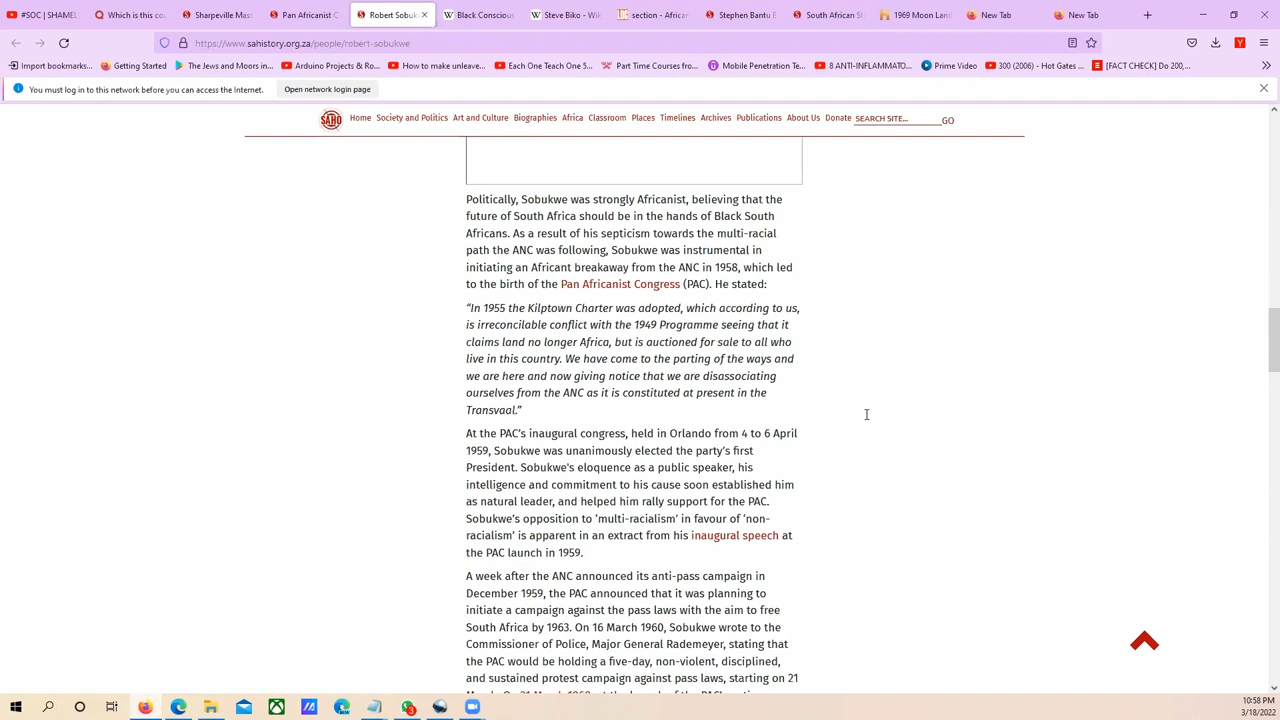 #SOC | SHAMEL
Which is this cou
Sharpeville Mass
Pan Africanist C
Robert Sobukw
Black Conscious
Steve Biko - Wiki
section - African
Stephen Bantu B
South African St
1969 Moon Land
New Tab
New Tab
https://www.sahistory.org.za/people/robert-sobukwe
Import bookmarks...
Getting Started
The Jews and Moors in...
Arduino Projects & Ro...
How to make unleave...
Each One Teach One 5...
Part Time Courses from...
Mobile Penetration Te...
8 ANTI-INFLAMMATO...
Prime Video
300 (2006) - Hot Gates ...
[FACT CHECK] Do 200,...
You must log in to this network before you can access the Internet.
Open network login page
SAHO
Home
Society and Politics
Art and Culture
Biographies
Africa
Classroom
Places
Timelines
Archives
Publications
About Us
Donate
SEARCH SITE...
GO
Politically, Sobukwe was strongly Africanist, believing that the
future of South Africa should be in the hands of Black South
Africans. As a result of his septicism towards the multi-racial
path the ANC was following, Sobukwe was instrumental in
initiating an Africant breakaway from the ANC in 1958, which led
to the birth of the Pan Africanist Congress (PAC). He stated:
“In 1955 the Kilptown Charter was adopted, which according to us,
is irreconcilable conflict with the 1949 Programme seeing that it
claims land no longer Africa, but is auctioned for sale to all who
live in this country. We have come to the parting of the ways and
we are here and now giving notice that we are disassociating
ourselves from the ANC as it is constituted at present in the
Transvaal.”
At the PAC’s inaugural congress, held in Orlando from 4 to 6 April
1959, Sobukwe was unanimously elected the party’s first
President. Sobukwe's eloquence as a public speaker, his
intelligence and commitment to his cause soon established him
as natural leader, and helped him rally support for the PAC.
Sobukwe’s opposition to ‘multi-racialism’ in favour of ‘non-
racialism’ is apparent in an extract from his inaugural speech at
the PAC launch in 1959.
A week after the ANC announced its anti-pass campaign in
December 1959, the PAC announced that it was planning to
initiate a campaign against the pass laws with the aim to free
South Africa by 1963. On 16 March 1960, Sobukwe wrote to the
Commissioner of Police, Major General Rademeyer, stating that
the PAC would be holding a five-day, non-violent, disciplined,
and sustained protest campaign against pass laws, starting on 21
3
10:58 PM
3/18/2022